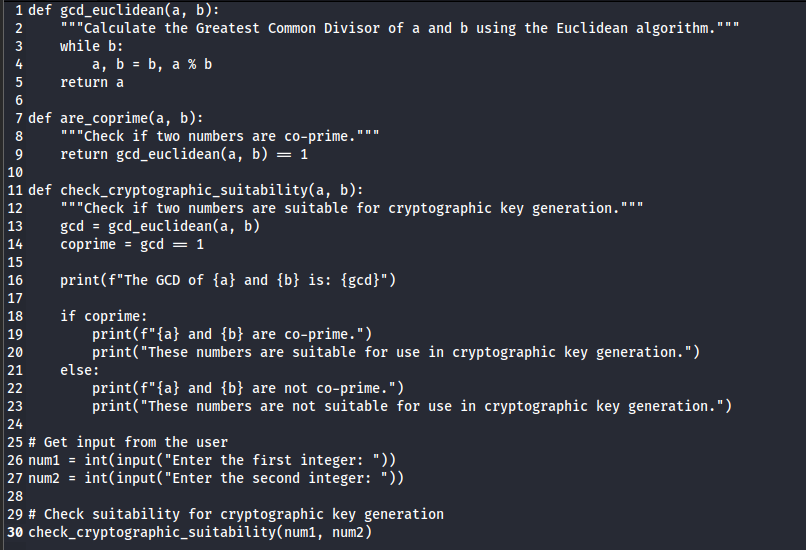 1 def gcd_euclidean(a, b):
2     """Calculate the Greatest Common Divisor of a and b using the Euclidean algorithm."""
3     while b:
4         a, b = b, a % b
5     return a
6
7 def are_coprime(a, b):
8     """Check if two numbers are co-prime."""
9     return gcd_euclidean(a, b) == 1
10
11 def check_cryptographic_suitability(a, b):
12     """Check if two numbers are suitable for cryptographic key generation."""
13     gcd = gcd_euclidean(a, b)
14     coprime = gcd == 1
15
16     print(f"The GCD of {a} and {b} is: {gcd}")
17
18     if coprime:
19         print(f"{a} and {b} are co-prime.")
20         print("These numbers are suitable for use in cryptographic key generation.")
21     else:
22         print(f"{a} and {b} are not co-prime.")
23         print("These numbers are not suitable for use in cryptographic key generation.")
24
25 # Get input from the user
26 num1 = int(input("Enter the first integer: "))
27 num2 = int(input("Enter the second integer: "))
28
29 # Check suitability for cryptographic key generation
30 check_cryptographic_suitability(num1, num2)